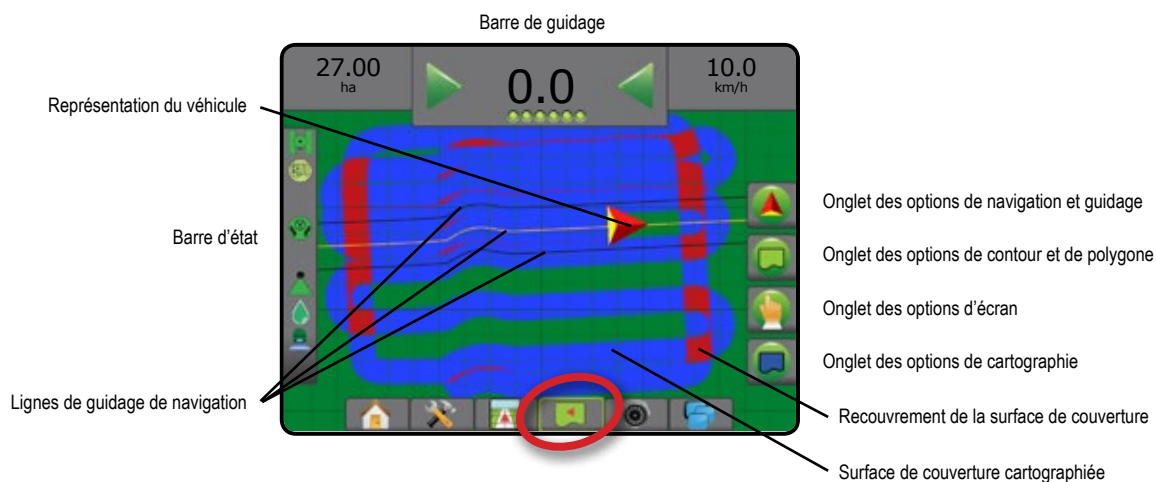 Barre de guidage
27.00
ha
0.0
10.0
km/h
Représentation du véhicule
Barre d’état
Lignes de guidage de navigation
Onglet des options de navigation et guidage
Onglet des options de contour et de polygone
Onglet des options d’écran
Onglet des options de cartographie
Recouvrement de la surface de couverture
Surface de couverture cartographiée